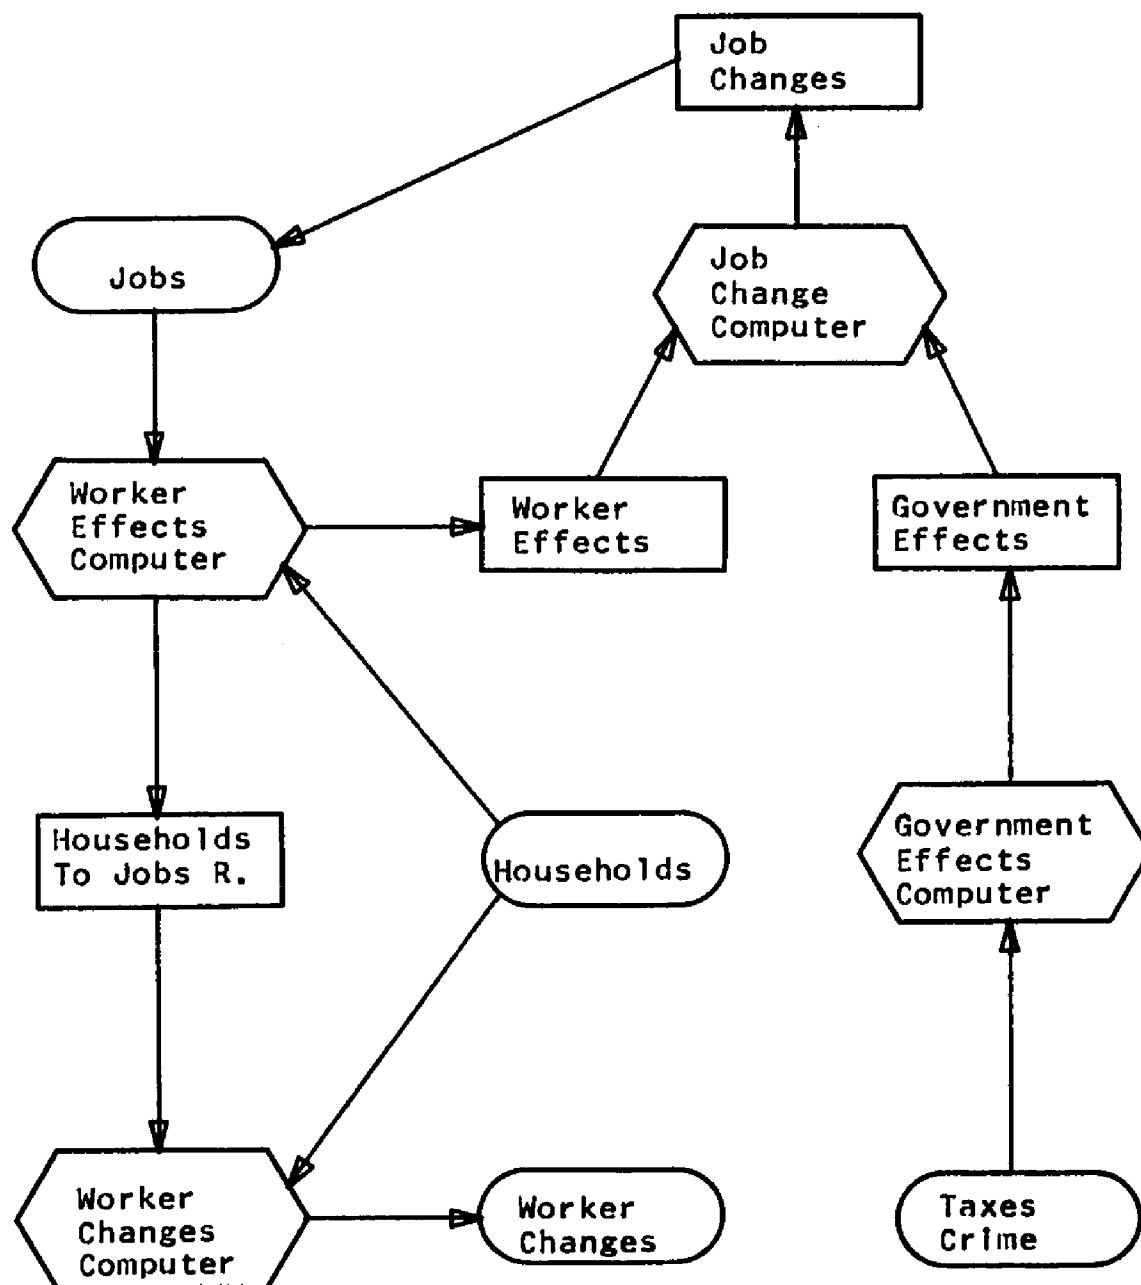 Job
Changes
Jobs
Job
Change
Computer
Worker
Effects
Computer
Worker
Effects
Government
Effects
Households
To Jobs R.
Households
Government
Effects
Computer
Worker
Changes
Computer
Worker
Changes
Taxes
Crime